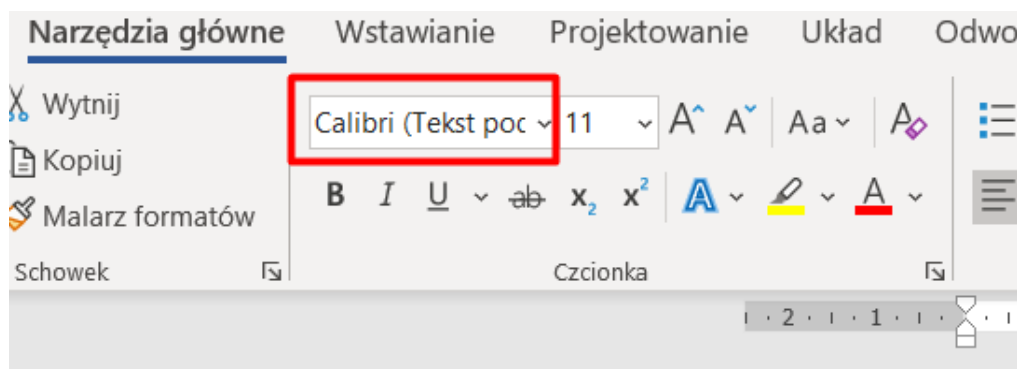 Narzędzia główne Wstawianie Projektowanie Układ Odwo
Wytnij
Calibri (Tekst poc 11 A A Aa A
Kopiuj
B I U ab x₂ x² A A
Malarz formatów
Schowek Czcionka
2 1